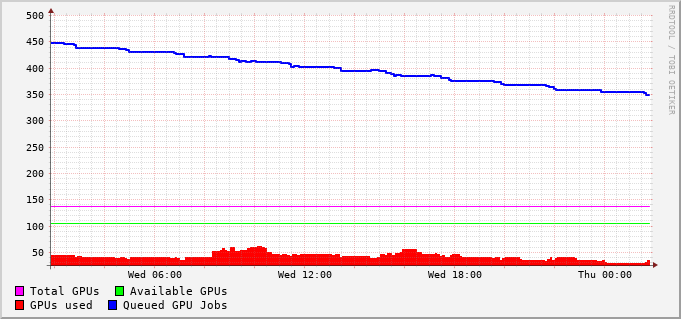 500
450
400
350
300
250
200
150
100
50
Wed 06:00 Wed 12:00 Wed 18:00 Thu 00:00
Total GPUs Available GPUs
GPUs used Queued GPU Jobs
RRDTOOL / TOBI OETIKER